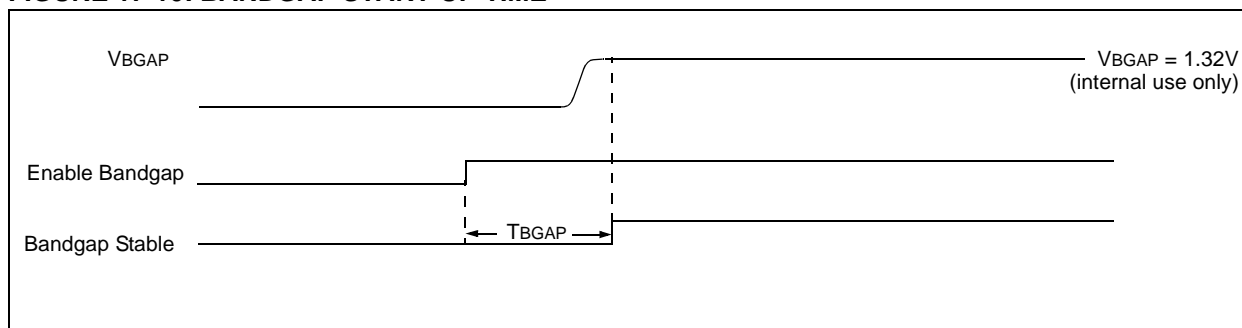 VBGAP
VBGAP = 1.32V
(internal use only)
Enable Bandgap
TBGAP
Bandgap Stable